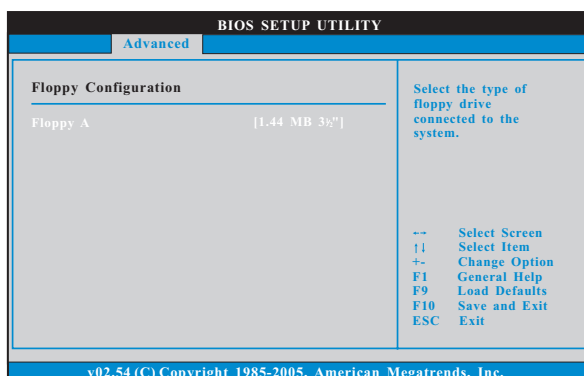 BIOS SETUP UTILITY
Advanced
Floppy Configuration
Floppy A [1.44 MB 3½"]
Select the type of
floppy drive
connected to the
system.
←→ Select Screen
↑↓ Select Item
+- Change Option
F1 General Help
F9 Load Defaults
F10 Save and Exit
ESC Exit
v02.54 (C) Copyright 1985-2005, American Megatrends, Inc.